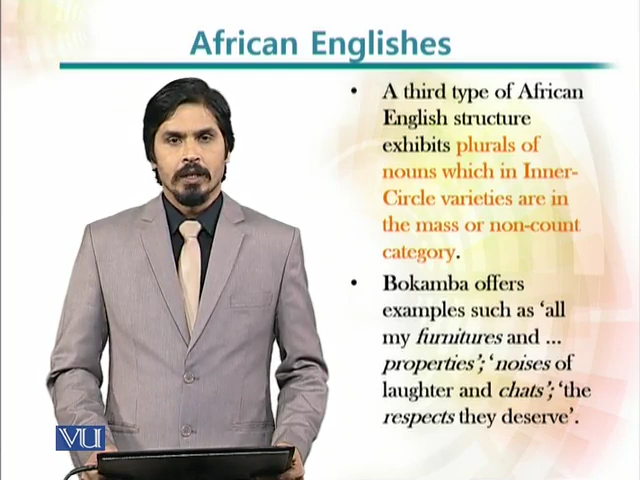 African Englishes
• A third type of African
English structure
exhibits plurals of
nouns which in Inner-
Circle varieties are in
the mass or non-count
category.
• Bokamba offers
examples such as ‘all
my furnitures and ...
properties’; ‘noises of
laughter and chats’; ‘the
respects they deserve’.
VU